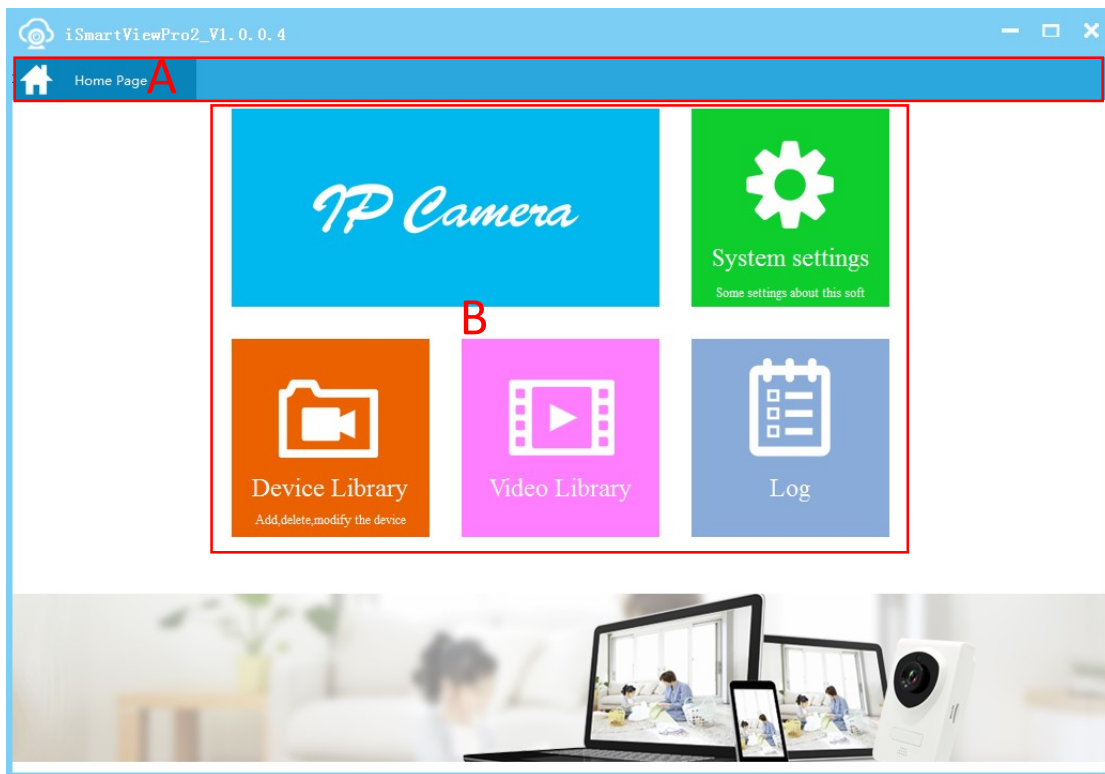 iSmartViewPro2_V1.0.0.4
Home Page
A
IP Camera
System settings
Some settings about this soft
B
Device Library
Add,delete,modify the device
Video Library
Log